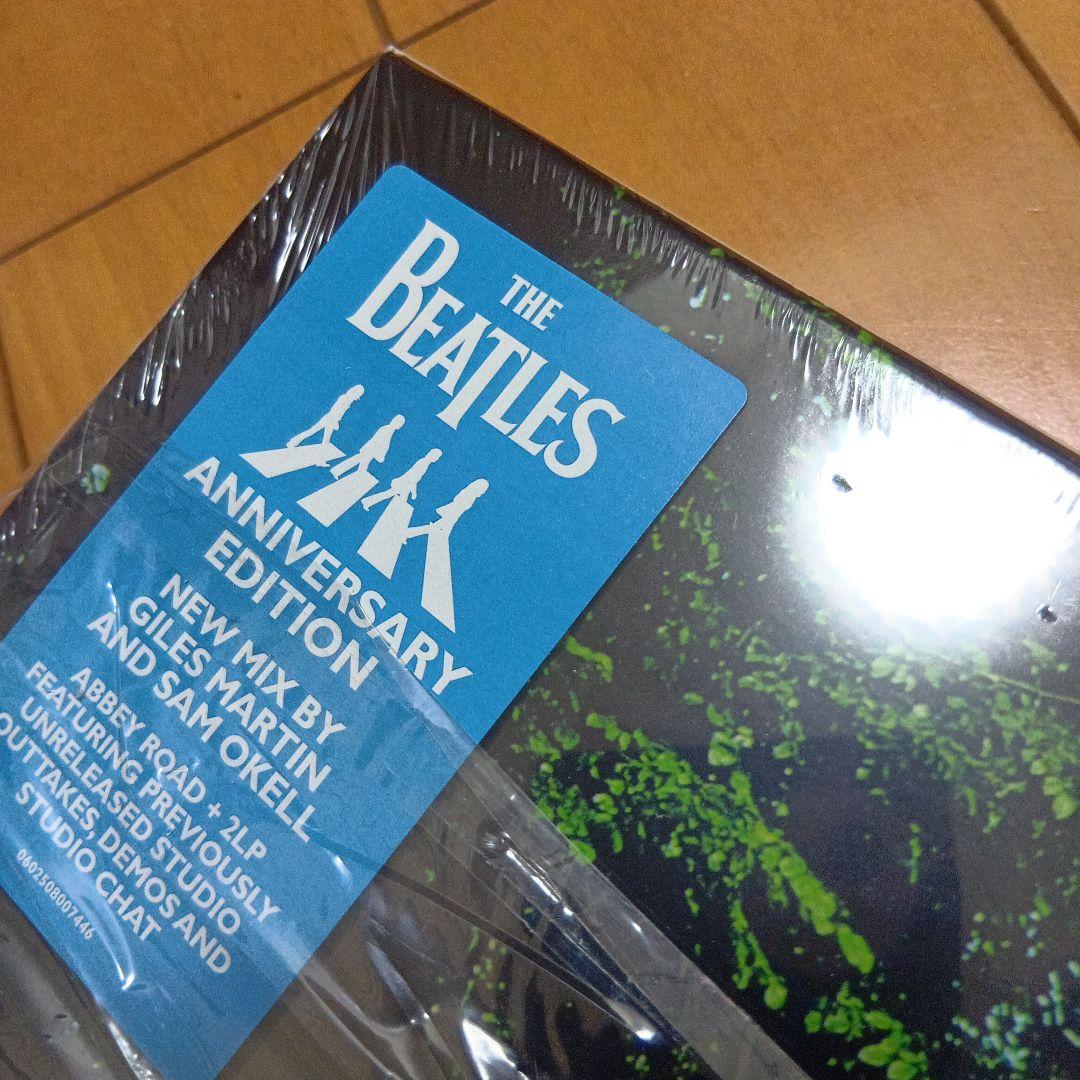 THE
BEATLES
ANNIVERSARY
EDITION
NEW MIX BY
GILES MARTIN
AND SAM OKELL
ABBEY ROAD + 2LP
FEATURING PREVIOUSLY
UNRELEASED STUDIO
OUTTAKES, DEMOS AND
STUDIO CHAT
0602508007446